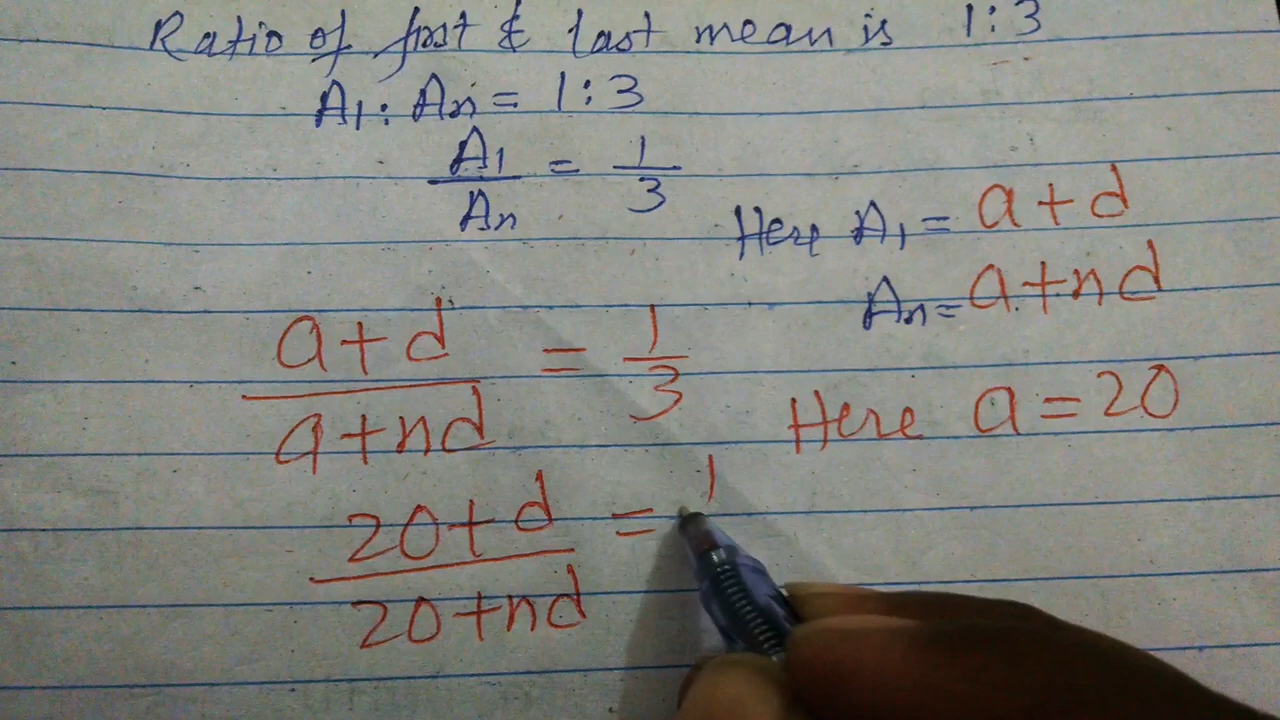 Ratio of first & last mean is 1:3
A₁ : Aₙ = 1:3
A₁/Aₙ = 1/3
Here A₁ = a+d
Aₙ = a+nd
a+d/a+nd = 1/3
Here a = 20
20+d/20+nd = 1